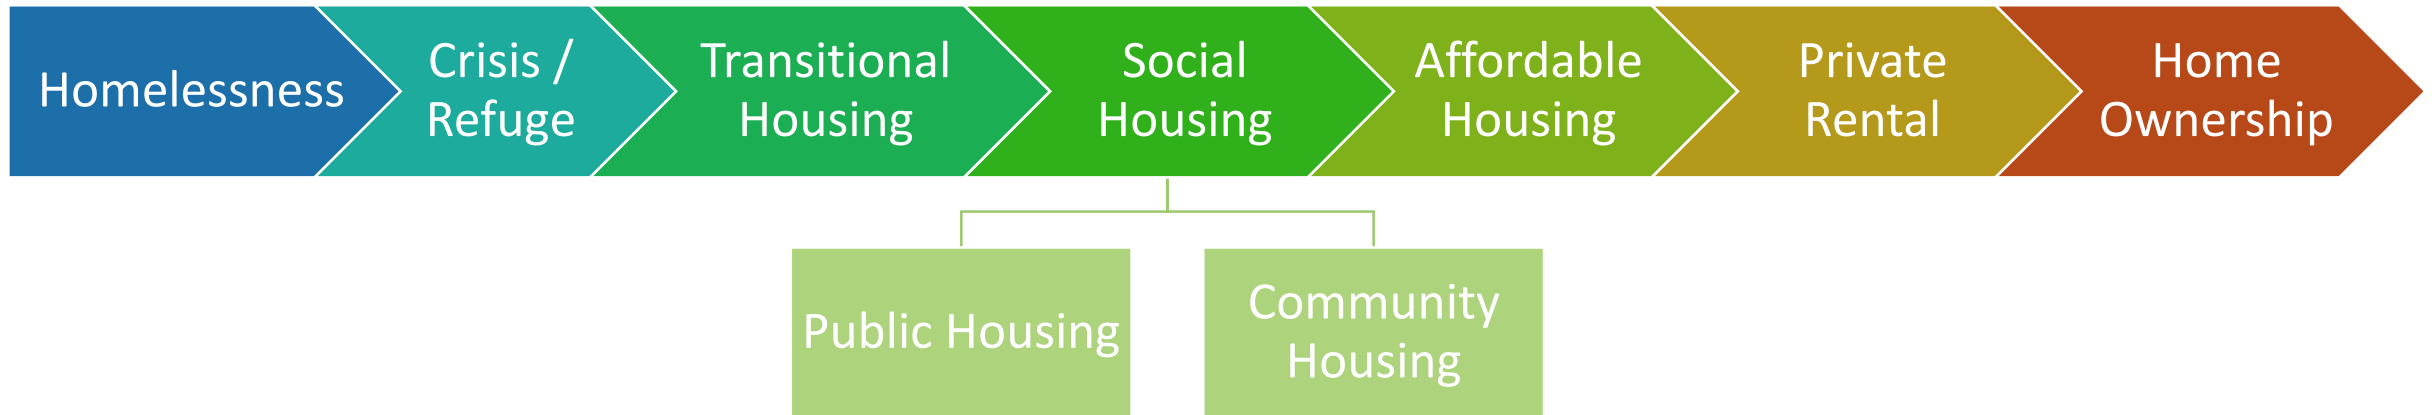 Homelessness
Crisis /
Refuge
Transitional
Housing
Social
Housing
Affordable
Housing
Private
Rental
Home
Ownership
Public Housing
Community
Housing